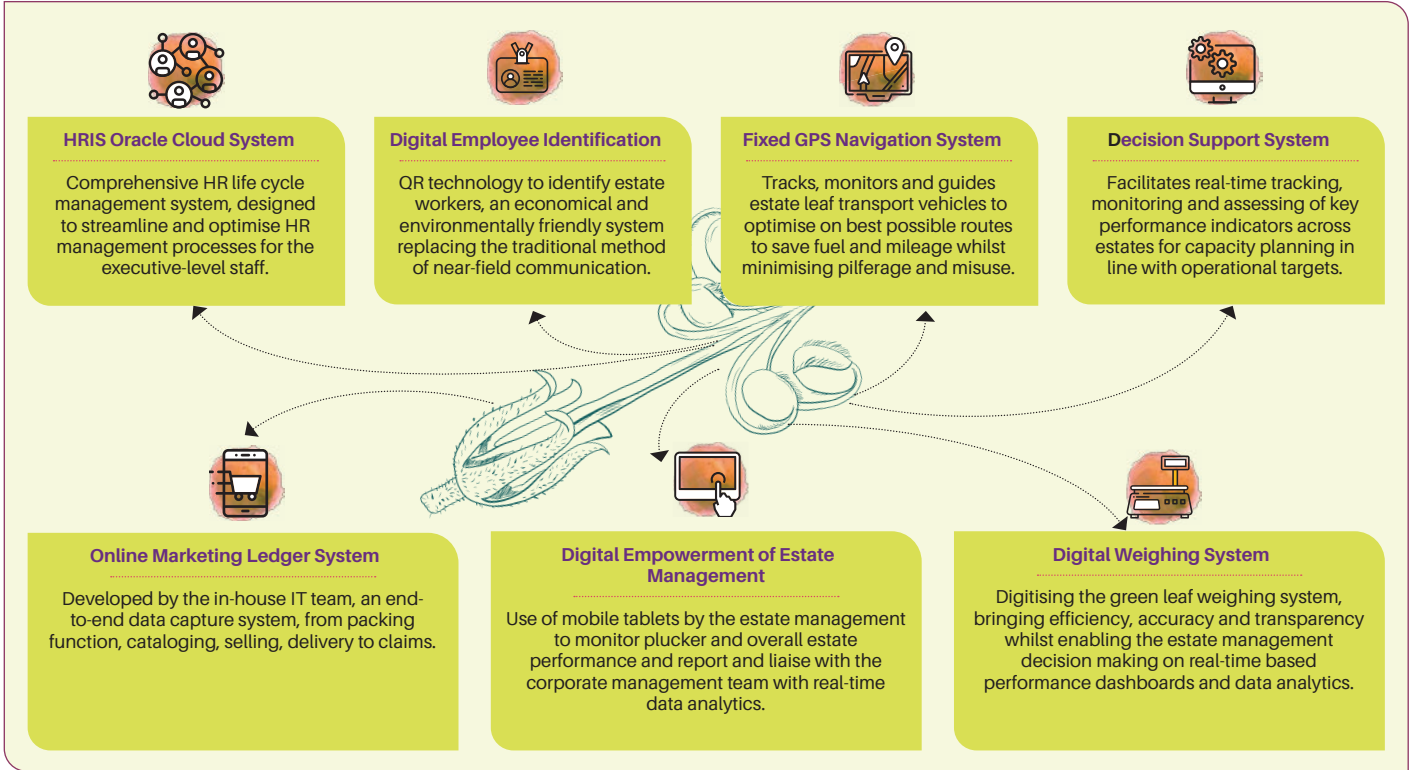 HRIS Oracle Cloud System
Comprehensive HR life cycle
management system, designed
to streamline and optimise HR
management processes for the
executive-level staff.
Digital Employee Identification
QR technology to identify estate
workers, an economical and
environmentally friendly system
replacing the traditional method
of near-field communication.
Fixed GPS Navigation System
Tracks, monitors and guides
estate leaf transport vehicles to
optimise on best possible routes
to save fuel and mileage whilst
minimising pilferage and misuse.
Decision Support System
Facilitates real-time tracking,
monitoring and assessing of key
performance indicators across
estates for capacity planning in
line with operational targets.
Online Marketing Ledger System
Developed by the in-house IT team, an end-
to-end data capture system, from packing
function, cataloging, selling, delivery to claims.
Digital Empowerment of Estate
Management
Use of mobile tablets by the estate management
to monitor plucker and overall estate
performance and report and liaise with the
corporate management team with real-time
data analytics.
Digital Weighing System
Digitising the green leaf weighing system,
bringing efficiency, accuracy and transparency
whilst enabling the estate management
decision making on real-time based
performance dashboards and data analytics.